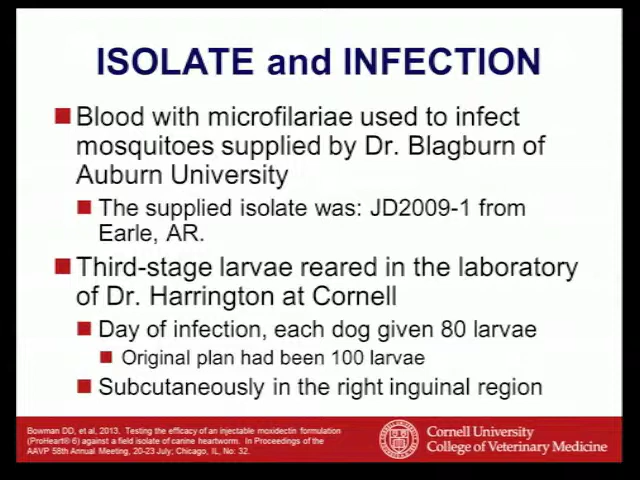 ISOLATE and INFECTION
Blood with microfilariae used to infect
mosquitoes supplied by Dr. Blagburn of
Auburn University
The supplied isolate was: JD2009-1 from
Earle, AR.
Third-stage larvae reared in the laboratory
of Dr. Harrington at Cornell
Day of infection, each dog given 80 larvae
Original plan had been 100 larvae
Subcutaneously in the right inguinal region
Bowman DD, et al, 2013. Testing the efficacy of an injectable moxidectin formulation
(ProHeart® 6) against a field isolate of canine heartworm. In Proceedings of the
AAVP 58th Annual Meeting, 20-23 July; Chicago, IL, No: 32.
Cornell University
College of Veterinary Medicine